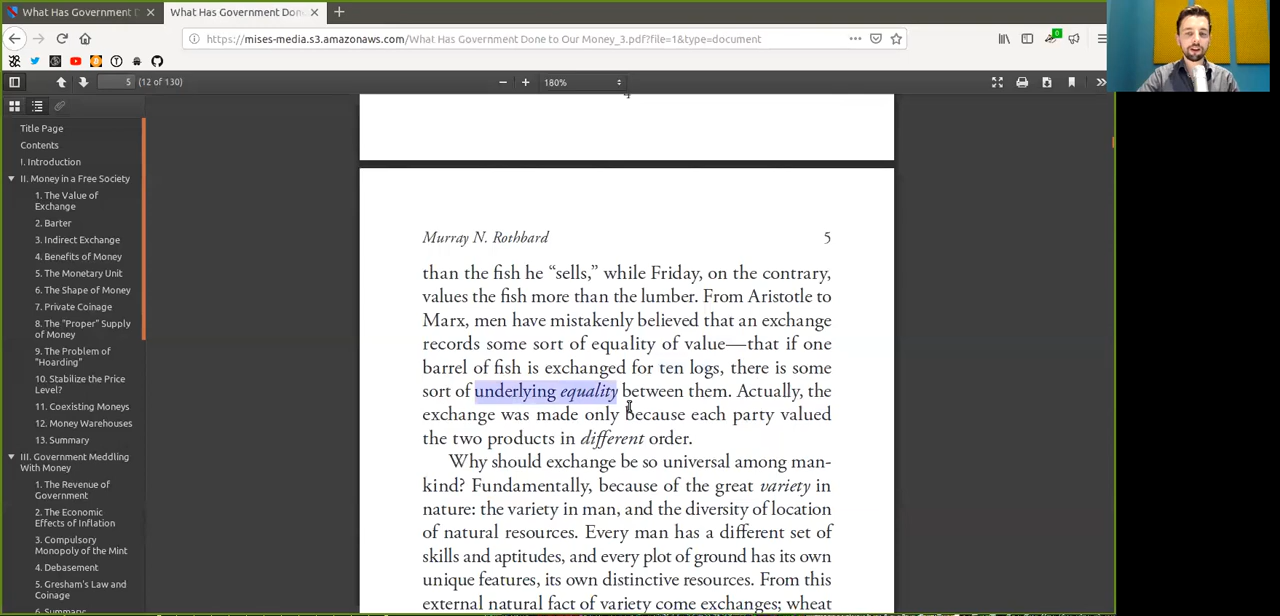 What Has Government D
What Has Government Don
https://mises-media.s3.amazonaws.com/What Has Government Done to Our Money_3.pdf?file=1&type=document
0
5 (12 of 130)
180%
Title Page
Contents
I. Introduction
II. Money in a Free Society
1. The Value of
Exchange
2. Barter
3. Indirect Exchange
4. Benefits of Money
5. The Monetary Unit
6. The Shape of Money
7. Private Coinage
8. The “Proper” Supply
of Money
9. The Problem of
“Hoarding”
10. Stabilize the Price
Level?
11. Coexisting Moneys
12. Money Warehouses
13. Summary
III. Government Meddling
With Money
1. The Revenue of
Government
2. The Economic
Effects of Inflation
3. Compulsory
Monopoly of the Mint
4. Debasement
5. Gresham's Law and
Coinage
6. Summary
4
Murray N. Rothbard 5
than the fish he “sells,” while Friday, on the contrary,
values the fish more than the lumber. From Aristotle to
Marx, men have mistakenly believed that an exchange
records some sort of equality of value—that if one
barrel of fish is exchanged for ten logs, there is some
sort of underlying equality between them. Actually, the
exchange was made only because each party valued
the two products in different order.
Why should exchange be so universal among man-
kind? Fundamentally, because of the great variety in
nature: the variety in man, and the diversity of location
of natural resources. Every man has a different set of
skills and aptitudes, and every plot of ground has its own
unique features, its own distinctive resources. From this
external natural fact of variety come exchanges; wheat